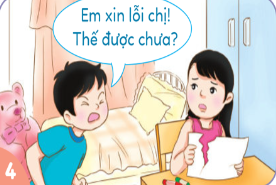 Em xin lỗi chị!
Thế được chưa?
4